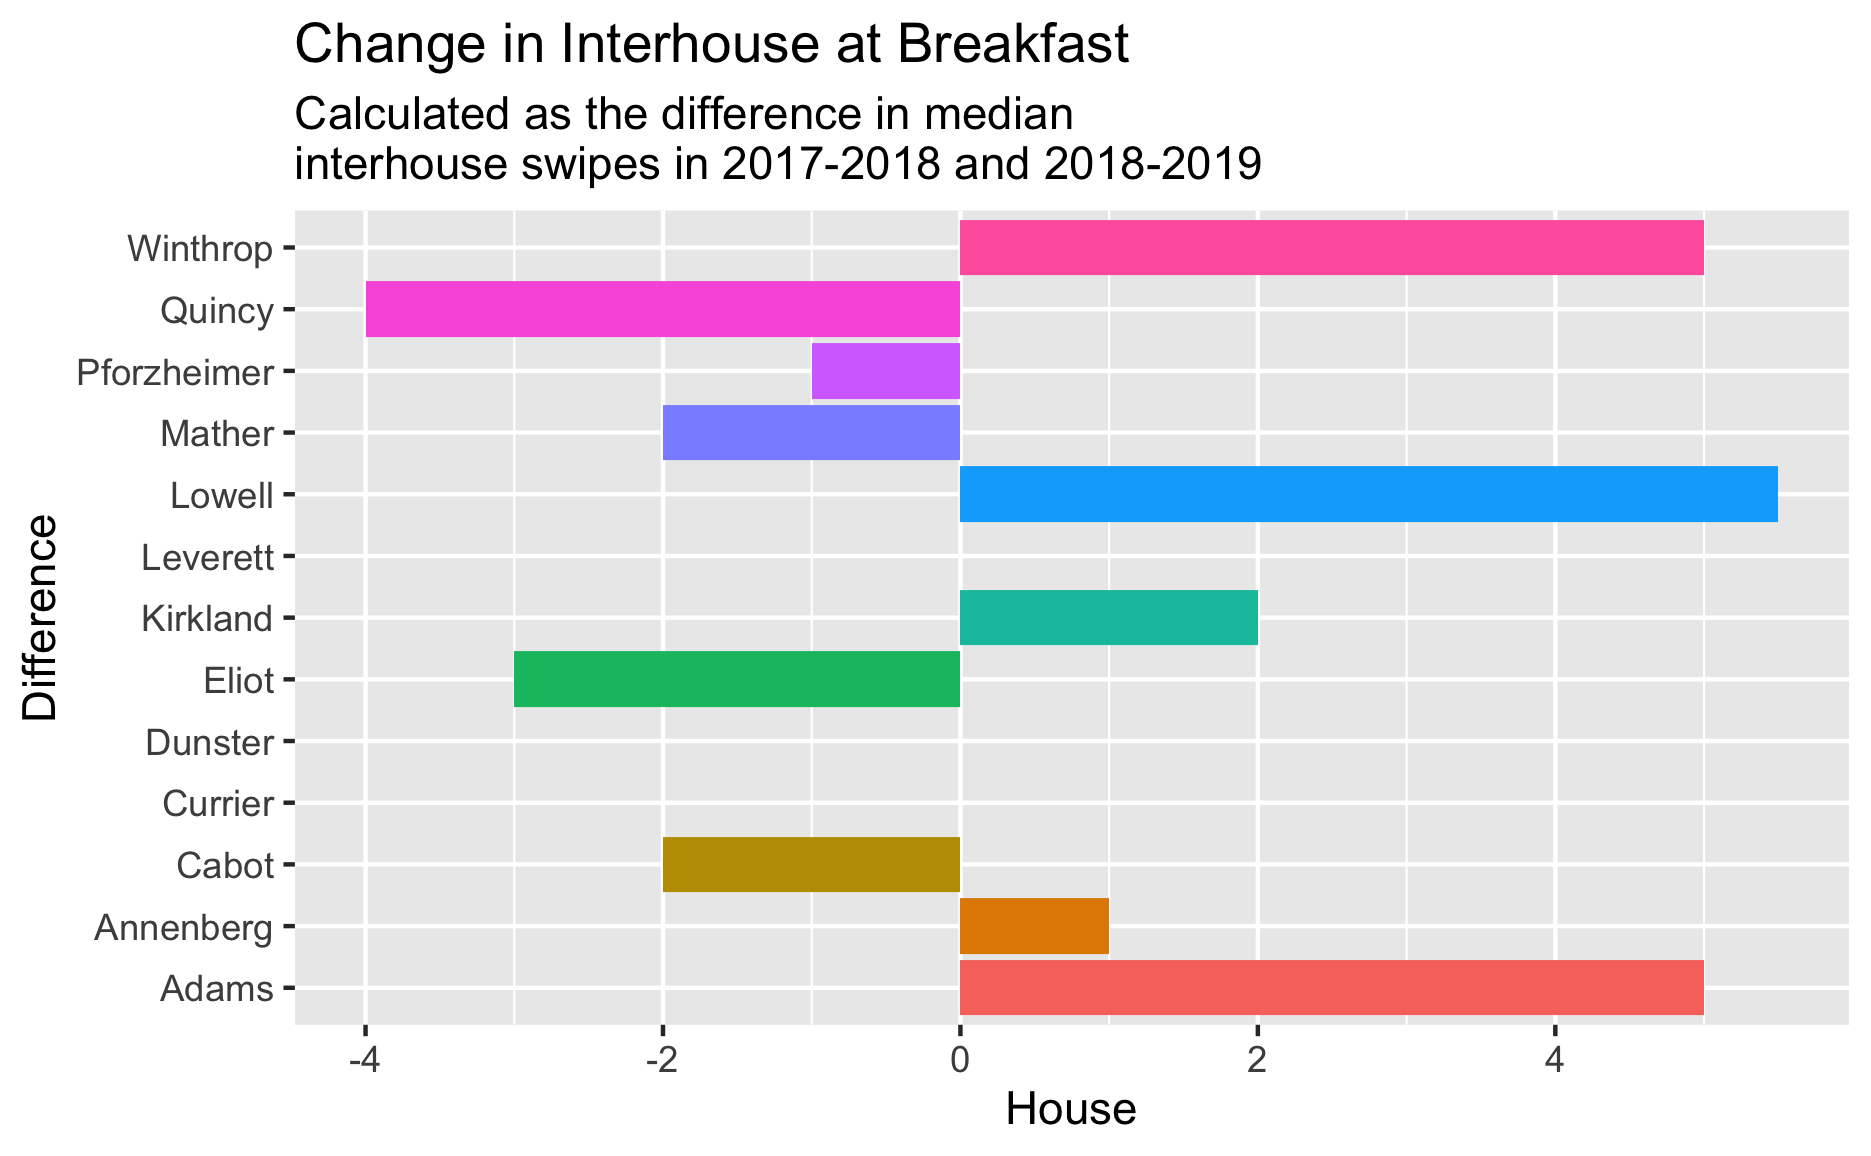 Change in Interhouse at Breakfast
Calculated as the difference in median
interhouse swipes in 2017-2018 and 2018-2019
Difference
Winthrop
Quincy
Pforzheimer
Mather
Lowell
Leverett
Kirkland
Eliot
Dunster
Currier
Cabot
Annenberg
Adams
-4 -2 0 2 4
House